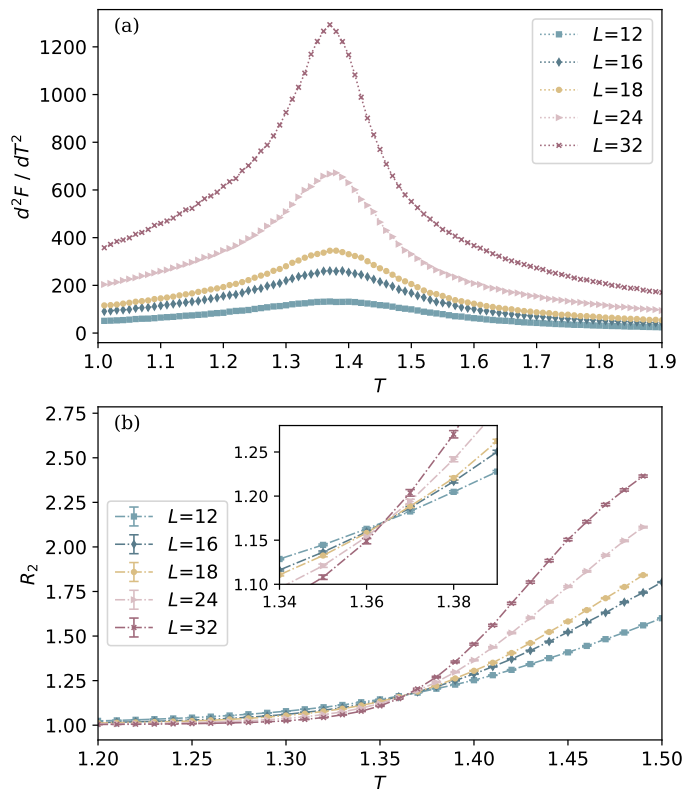 (a)
d²F / dT²
1200
1000
800
600
400
200
0
L=12
L=16
L=18
L=24
L=32
1.0 1.1 1.2 1.3 1.4 1.5 1.6 1.7 1.8 1.9
T
(b)
R₂
2.75
2.50
2.25
2.00
1.75
1.50
1.25
1.00
L=12
L=16
L=18
L=24
L=32
1.25
1.20
1.15
1.10
1.34 1.36 1.38
1.20 1.25 1.30 1.35 1.40 1.45 1.50
T